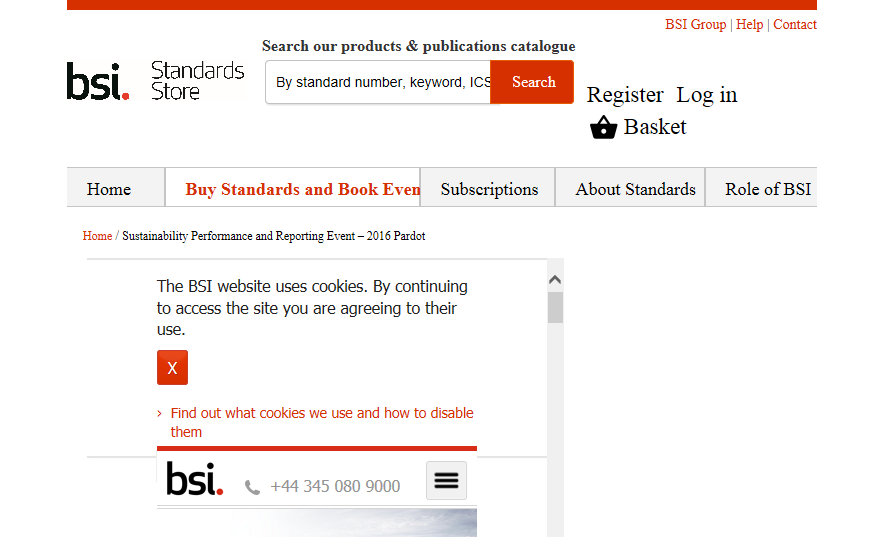 BSI Group | Help | Contact
Search our products & publications catalogue
bsi. Standards Store
By standard number, keyword, ICS
Search
Register Log in
Basket
Home
Buy Standards and Book Even
Subscriptions
About Standards
Role of BSI
Home / Sustainability Performance and Reporting Event – 2016 Pardot
The BSI website uses cookies. By continuing
to access the site you are agreeing to their
use.
X
› Find out what cookies we use and how to disable
them
bsi. +44 345 080 9000